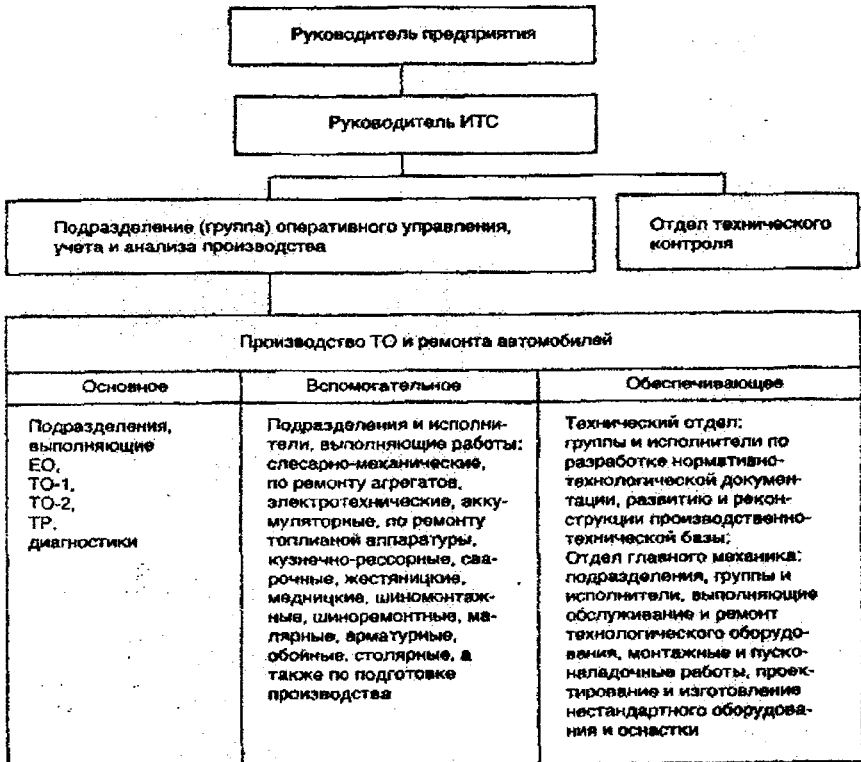 Руководитель предприятия
Руководитель ИТС
Подразделение (группа) оперативного управления,
учета и анализа производства
Отдел технического
контроля
Производство ТО и ремонта автомобилей
Основное
Подразделения,
выполняющие
ЕО,
ТО-1,
ТО-2,
ТР,
диагностики
Вспомогательное
Подразделения и исполни-
тели, выполняющие работы:
слесарно-механические,
по ремонту агрегатов,
электротехнические, акку-
муляторные, по ремонту
топливной аппаратуры,
кузнечно-рессорные, сва-
рочные, жестяницкие,
медницкие, шиномонтаж-
ные, шиноремонтные, ма-
лярные, арматурные,
обойные, столярные, а
также по подготовке
производства
Обеспечивающее
Технический отдел:
группы и исполнители по
разработке нормативно-
технологической докумен-
тации, развитию и рекон-
струкции производственно-
технической базы;
Отдел главного механика:
подразделения, группы и
исполнители, выполняющие
обслуживание и ремонт
технологического оборудо-
вания, монтажные и пуско-
наладочные работы, проек-
тирование и изготовление
нестандартного оборудова-
ния и оснастки